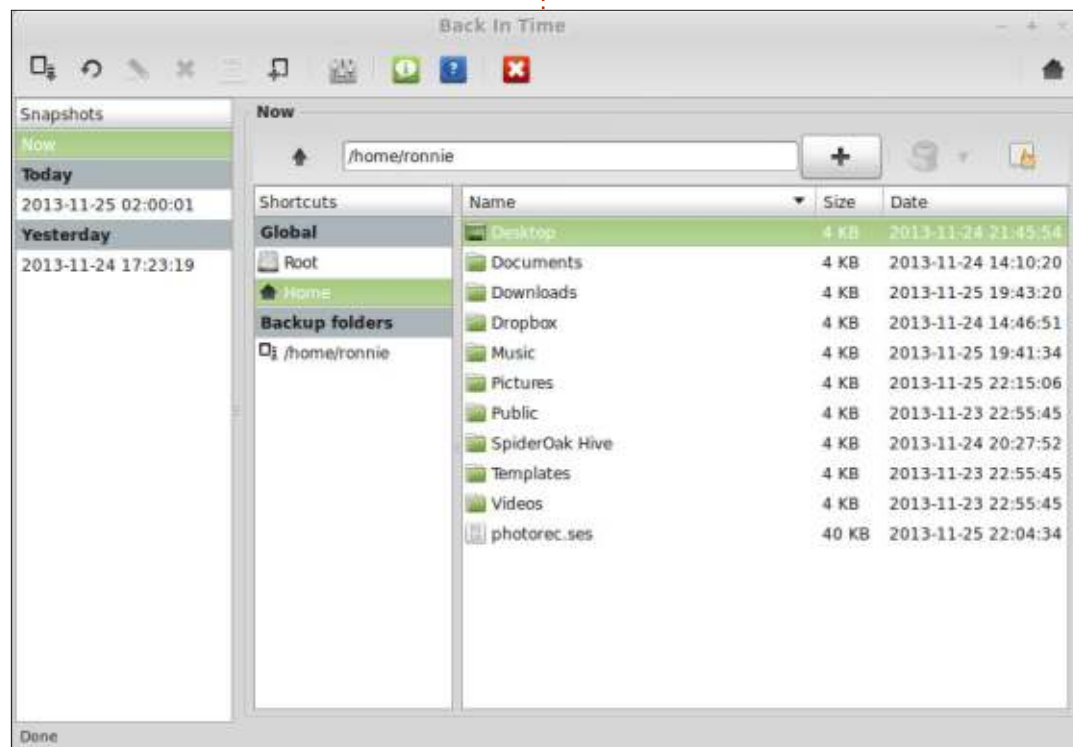 Back In Time
Snapshots
Now
Today
2013-11-25 02:00:01
Yesterday
2013-11-24 17:23:19
Now
/home/ronnie
Shortcuts
Global
Root
Home
Backup folders
/home/ronnie
Name Size Date
Desktop 4 KB 2013-11-24 21:45:54
Documents 4 KB 2013-11-24 14:10:20
Downloads 4 KB 2013-11-25 19:43:20
Dropbox 4 KB 2013-11-24 14:46:51
Music 4 KB 2013-11-25 19:41:34
Pictures 4 KB 2013-11-25 22:15:06
Public 4 KB 2013-11-23 22:55:45
SpiderOak Hive 4 KB 2013-11-24 20:27:52
Templates 4 KB 2013-11-23 22:55:45
Videos 4 KB 2013-11-23 22:55:45
photorec.ses 40 KB 2013-11-25 22:04:34
Done